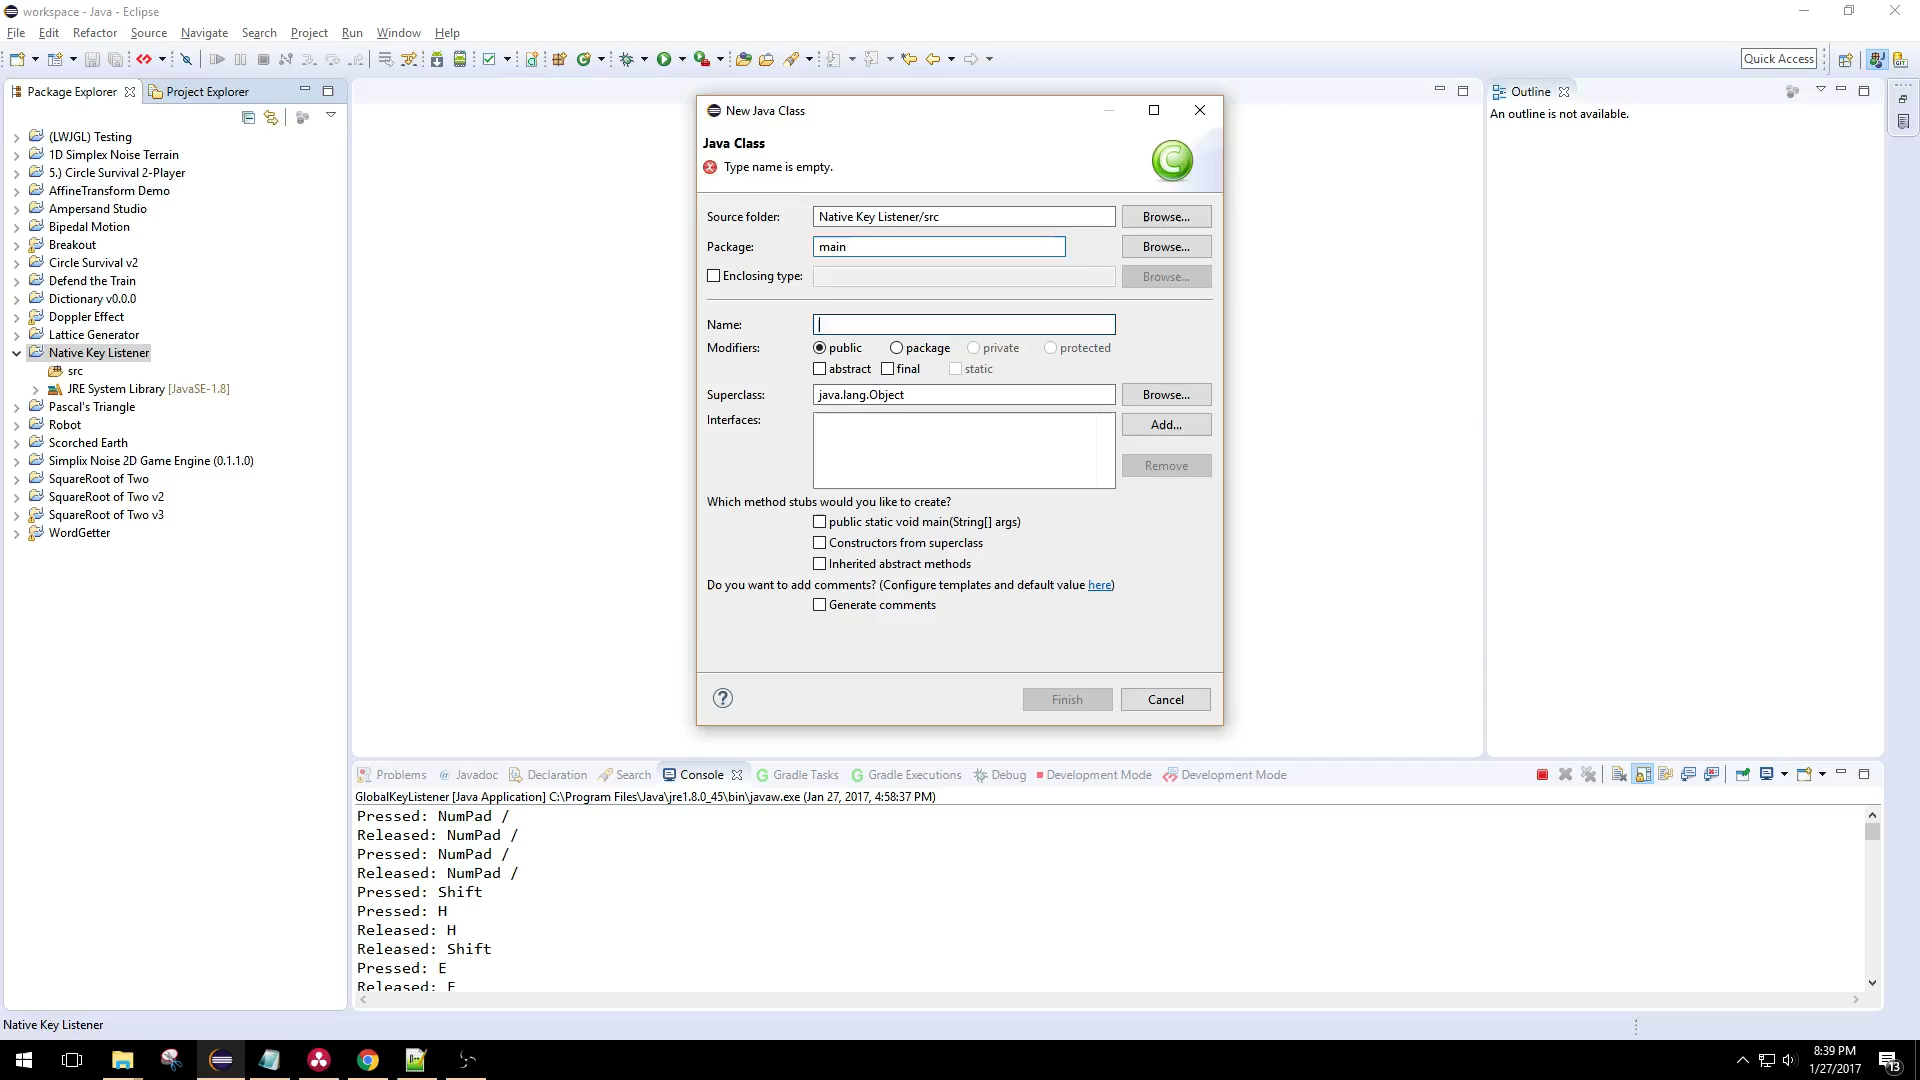 workspace - Java - Eclipse
File Edit Refactor Source Navigate Search Project Run Window Help
Quick Access
Package Explorer
Project Explorer
(LWJGL) Testing
1D Simplex Noise Terrain
5.) Circle Survival 2-Player
AffineTransform Demo
Ampersand Studio
Bipedal Motion
Breakout
Circle Survival v2
Defend the Train
Dictionary v0.0.0
Doppler Effect
Lattice Generator
Native Key Listener
src
JRE System Library [JavaSE-1.8]
Pascal's Triangle
Robot
Scorched Earth
Simplix Noise 2D Game Engine (0.1.1.0)
SquareRoot of Two
SquareRoot of Two v2
SquareRoot of Two v3
WordGetter
New Java Class
Java Class
Type name is empty.
C
Source folder: Native Key Listener/src Browse...
Package: main Browse...
Enclosing type: Browse...
Name:
Modifiers: public package private protected
abstract final static
Superclass: java.lang.Object Browse...
Interfaces: Add...
Remove
Which method stubs would you like to create?
public static void main(String[] args)
Constructors from superclass
Inherited abstract methods
Do you want to add comments? (Configure templates and default value here)
Generate comments
? Finish Cancel
Outline
An outline is not available.
Problems @ Javadoc Declaration Search Console Gradle Tasks Gradle Executions Debug Development Mode Development Mode
GlobalKeyListener [Java Application] C:\Program Files\Java\jre1.8.0_45\bin\javaw.exe (Jan 27, 2017, 4:58:37 PM)
Pressed: NumPad /
Released: NumPad /
Pressed: NumPad /
Released: NumPad /
Pressed: Shift
Pressed: H
Released: H
Released: Shift
Pressed: E
Released: E
Native Key Listener
8:39 PM
1/27/2017
13